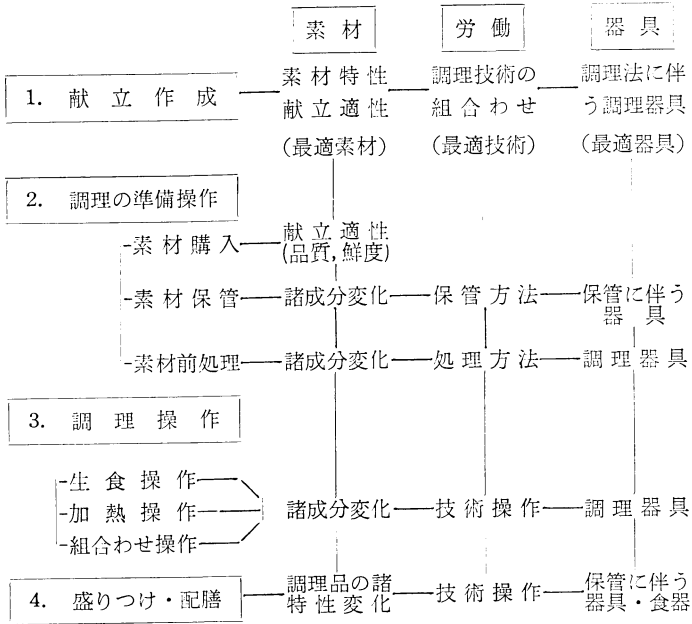 素材 労働 器具
1. 献立作成 素材特性 調理技術の 調理法に伴
献立適性 組合わせ う調理器具
(最適素材) (最適技術) (最適器具)
2. 調理の準備操作
素材購入 献立適性
(品質,鮮度)
素材保管 諸成分変化 保管方法 保管に伴う
器具
素材前処理 諸成分変化 処理方法 調理器具
3. 調理操作
生食操作
加熱操作 諸成分変化 技術操作 調理器具
組合わせ操作
4. 盛りつけ・配膳 調理品の諸 技術操作 保管に伴う
特性変化 器具・食器